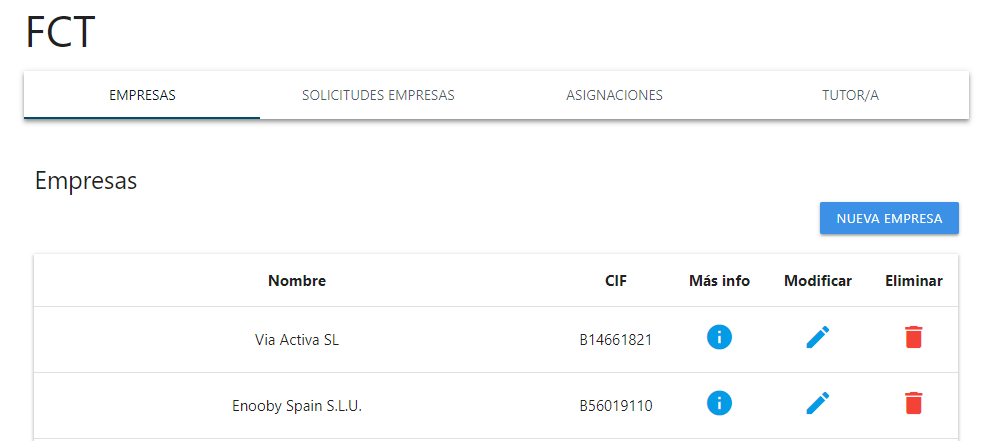 FCT
EMPRESAS SOLICITUDES EMPRESAS ASIGNACIONES TUTOR/A
Empresas
NUEVA EMPRESA
Nombre CIF Más info Modificar Eliminar
Via Activa SL B14661821
Enooby Spain S.L.U. B56019110